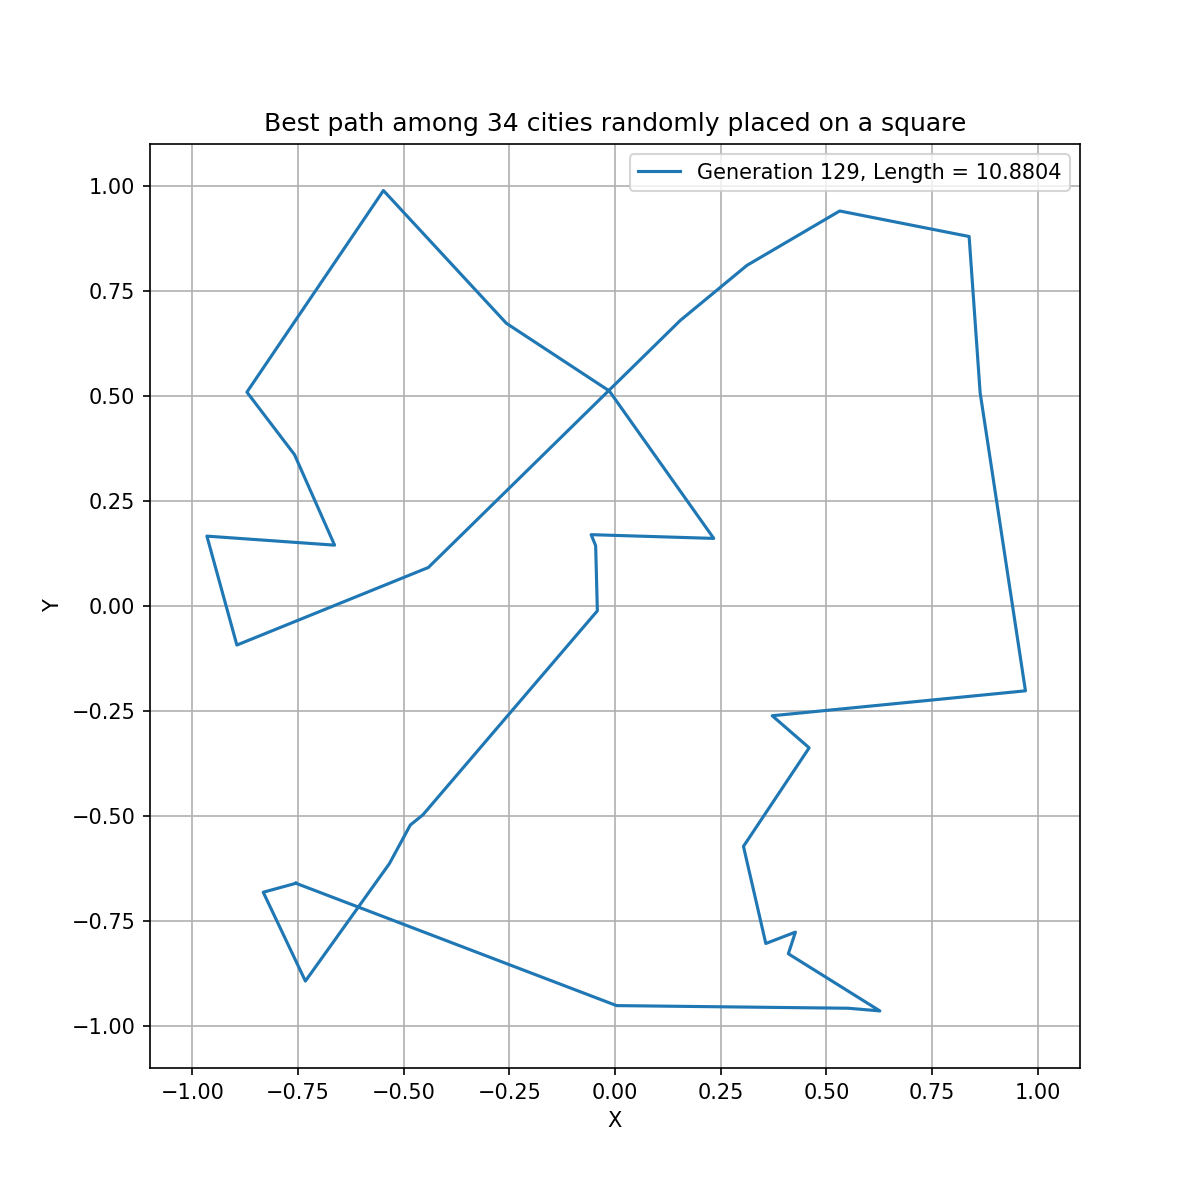 Best path among 34 cities randomly placed on a square
Generation 129, Length = 10.8804
1.00
0.75
0.50
0.25
0.00
−0.25
−0.50
−0.75
−1.00
Y
−1.00 −0.75 −0.50 −0.25 0.00 0.25 0.50 0.75 1.00
X